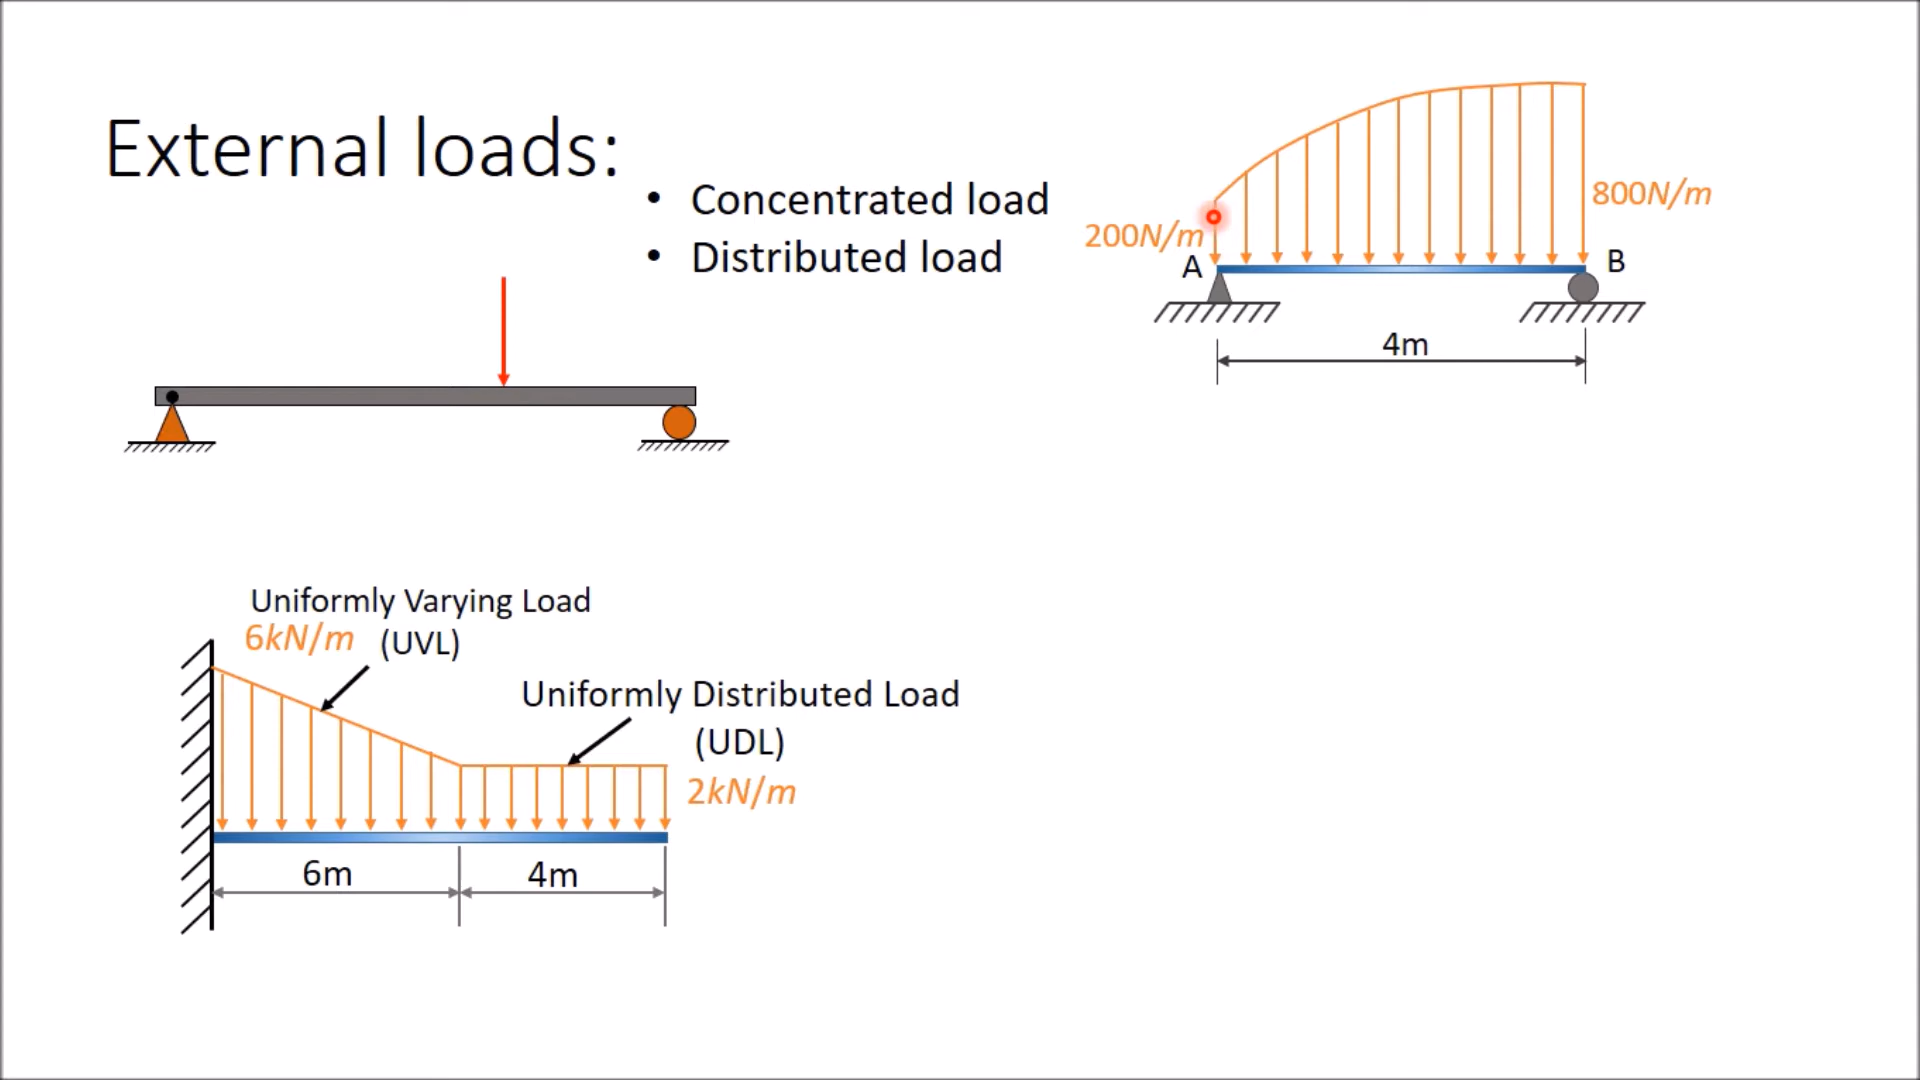 External loads:
• Concentrated load
• Distributed load
200N/m
800N/m
A
B
4m
Uniformly Varying Load
6kN/m
(UVL)
Uniformly Distributed Load
(UDL)
2kN/m
6m
4m